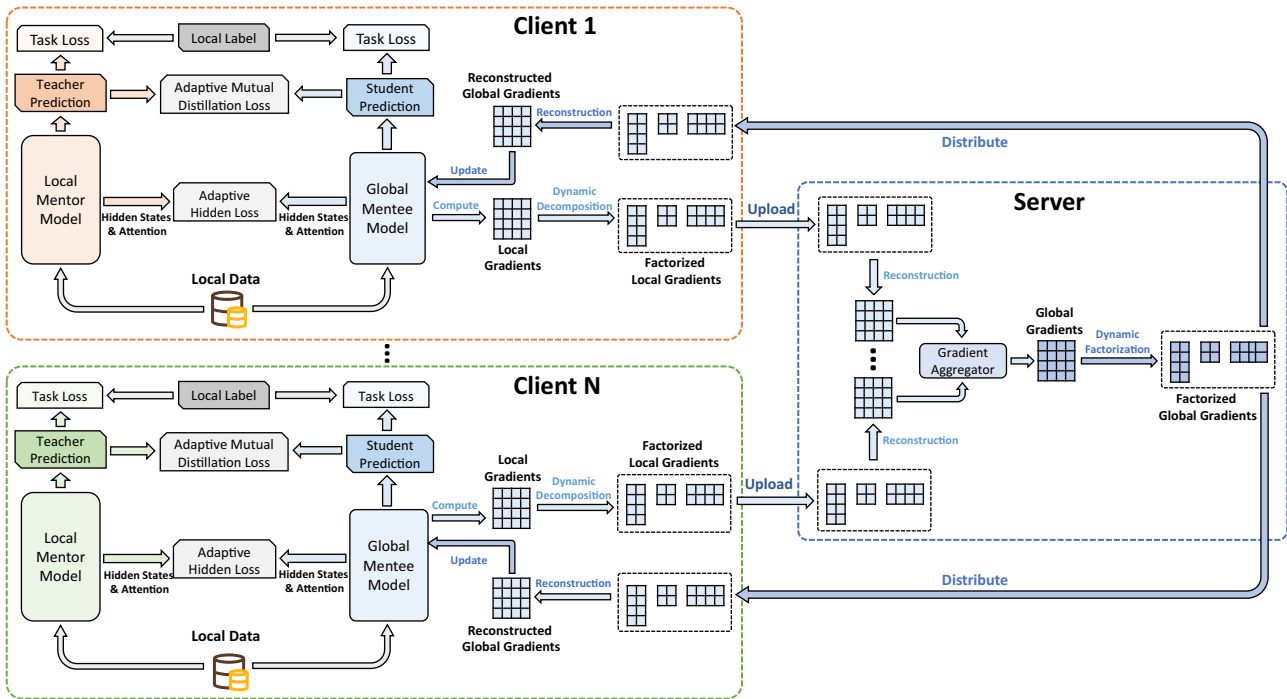 Client 1
Task Loss
Local Label
Task Loss
Teacher
Prediction
Adaptive Mutual
Distillation Loss
Student
Prediction
Reconstructed
Global Gradients
Reconstruction
Distribute
Local
Mentor
Model
Adaptive
Hidden Loss
Hidden States
& Attention
Hidden States
& Attention
Global
Mentee
Model
Update
Compute
Local
Gradients
Dynamic
Decomposition
Factorized
Local Gradients
Upload
Local Data
Server
Reconstruction
Gradient
Aggregator
Global
Gradients
Dynamic
Factorization
Factorized
Global Gradients
Reconstruction
Client N
Task Loss
Local Label
Task Loss
Teacher
Prediction
Adaptive Mutual
Distillation Loss
Student
Prediction
Local
Gradients
Factorized
Local Gradients
Compute
Dynamic
Decomposition
Upload
Local
Mentor
Model
Adaptive
Hidden Loss
Hidden States
& Attention
Hidden States
& Attention
Global
Mentee
Model
Update
Reconstruction
Distribute
Reconstructed
Global Gradients
Local Data